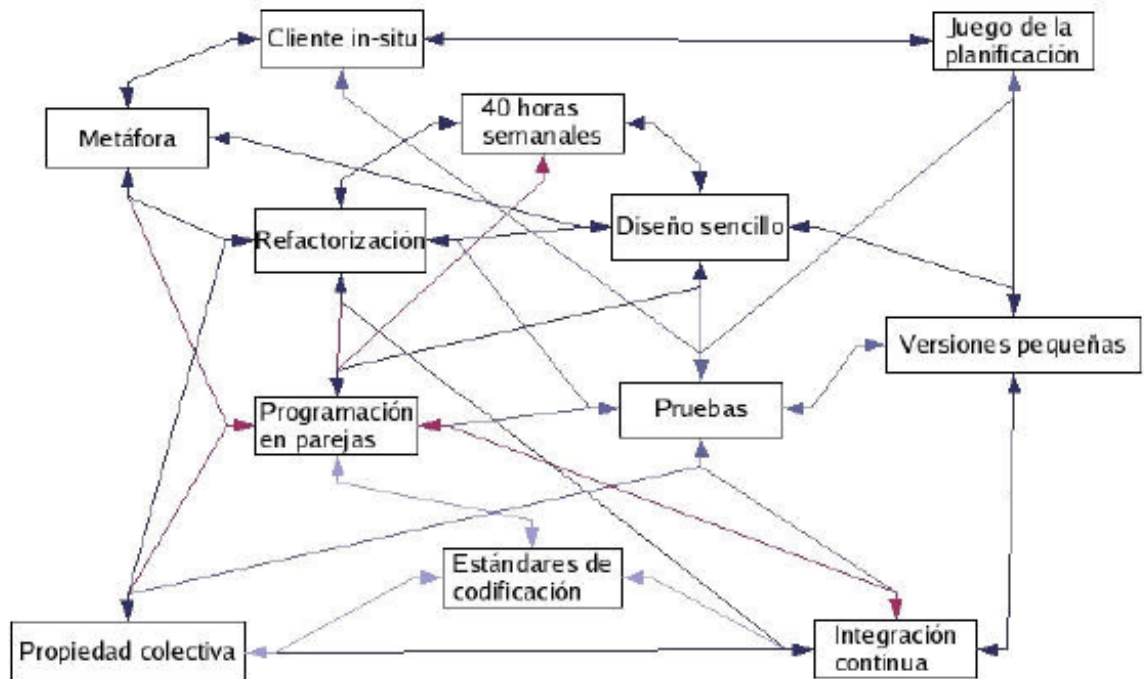 Cliente in-situ
Juego de la
planificación
40 horas
semanales
Metáfora
Refactorización
Diseño sencillo
Versiones pequeñas
Programación
en parejas
Pruebas
Estándares de
codificación
Propiedad colectiva
Integración
continua